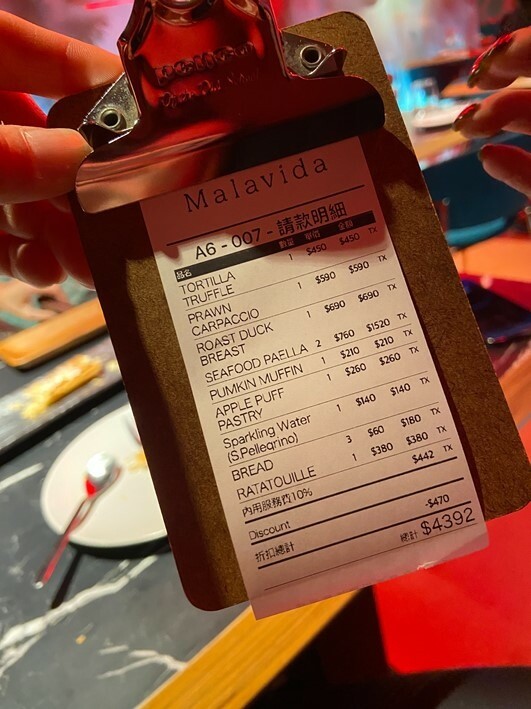 Malavida
A6 - 007 - 請款明細
品名 數量 單價 金額
TORTILLA 1 $450 $450 TX
TRUFFLE
PRAWN 1 $590 $590 TX
CARPACCIO
ROAST DUCK 1 $690 $690 TX
BREAST
SEAFOOD PAELLA 2 $760 $1520 TX
PUMKIN MUFFIN 1 $210 $210 TX
APPLE PUFF 1 $260 $260 TX
PASTRY
Sparkling Water 1 $140 $140 TX
(S.Pellegrino)
BREAD 3 $60 $180 TX
RATATOUILLE 1 $380 $380 TX
內用服務費10% $442 TX
Discount -$470
折扣總計
總計 $4392